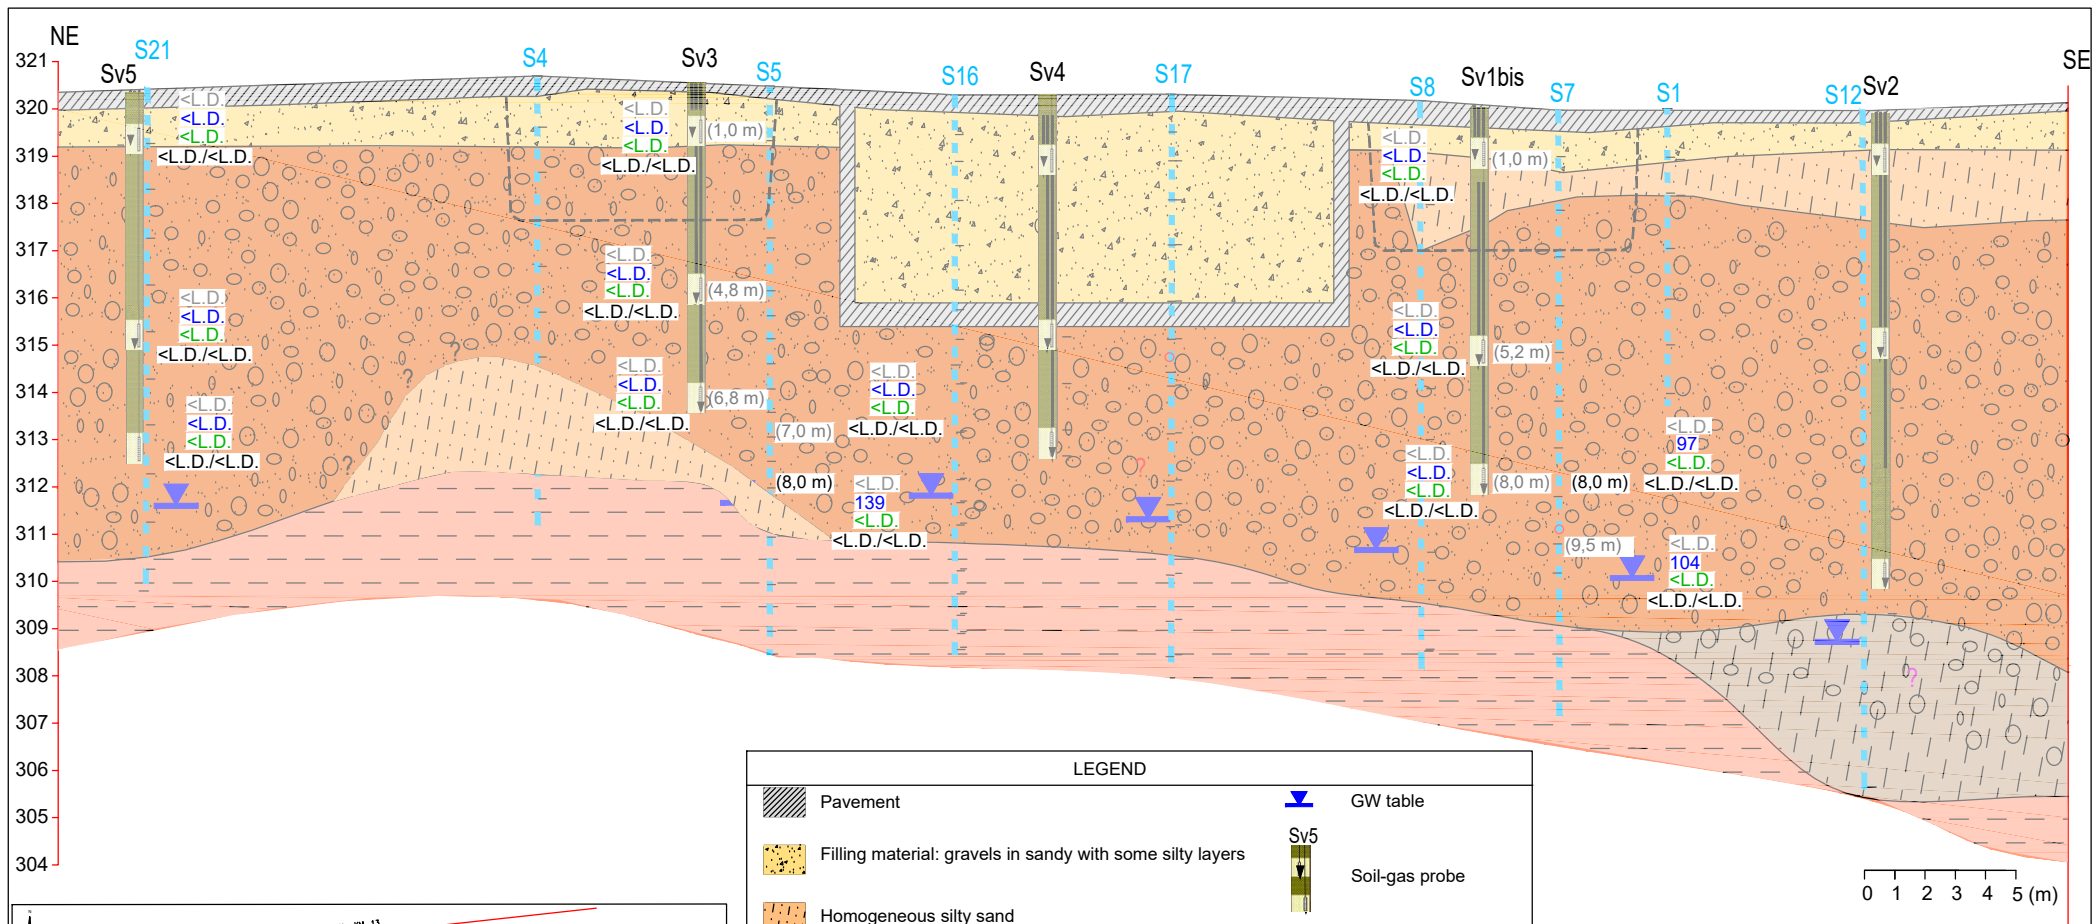 NE
SE
321
320
319
318
317
316
315
314
313
312
311
310
309
308
307
306
305
304
Sv5
S21
S4
Sv3
S5
S16
Sv4
S17
S8
Sv1bis
S7
S1
S12
Sv2
<L.D.
<L.D.
<L.D.
<L.D./<L.D.
<L.D.
<L.D.
<L.D.
<L.D./<L.D.
<L.D.
<L.D.
<L.D.
<L.D./<L.D.
<L.D.
<L.D.
<L.D.
<L.D./<L.D.
(1,0 m)
<L.D.
<L.D.
<L.D.
<L.D./<L.D.
(4,8 m)
<L.D.
<L.D.
<L.D.
<L.D./<L.D.
(6,8 m)
(7,0 m)
<L.D.
<L.D.
<L.D.
<L.D./<L.D.
(8,0 m)
<L.D.
139
<L.D.
<L.D./<L.D.
<L.D.
<L.D.
<L.D.
<L.D./<L.D.
(1,0 m)
<L.D.
<L.D.
<L.D.
<L.D./<L.D.
(5,2 m)
<L.D.
<L.D.
<L.D.
<L.D./<L.D.
(8,0 m)
(8,0 m)
<L.D.
97
<L.D.
<L.D./<L.D.
(9,5 m)
<L.D.
104
<L.D.
<L.D./<L.D.
?
?
?
?
?
LEGEND
Pavement
GW table
Filling material: gravels in sandy with some silty layers
Sv5
Soil-gas probe
Homogeneous silty sand
0 1 2 3 4 5 (m)